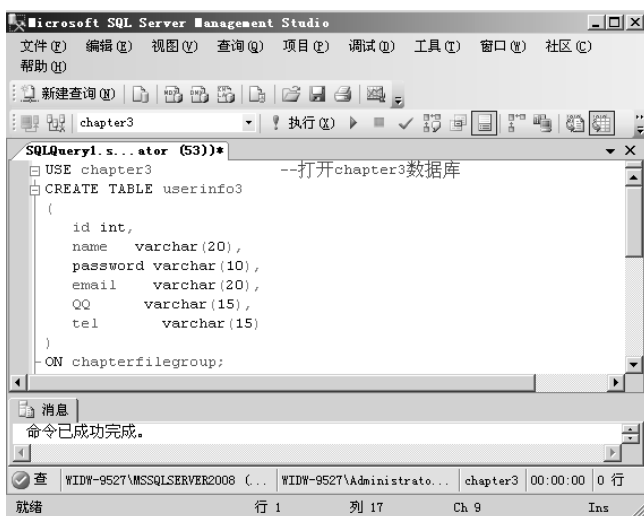 Microsoft SQL Server Management Studio
文件(F) 编辑(E) 视图(V) 查询(Q) 项目(P) 调试(D) 工具(T) 窗口(W) 社区(C)
帮助(H)
新建查询(N)
chapter3 执行(X)
SQLQuery1.s...ator (53))*
USE chapter3 --打开chapter3数据库
CREATE TABLE userinfo3
(
id int,
name varchar(20),
password varchar(10),
email varchar(20),
QQ varchar(15),
tel varchar(15)
)
ON chapterfilegroup;
消息
命令已成功完成。
查 WIDW-9527\MSSQLSERVER2008 (... WIDW-9527\Administrato... chapter3 00:00:00 0 行
就绪 行 1 列 17 Ch 9 Ins